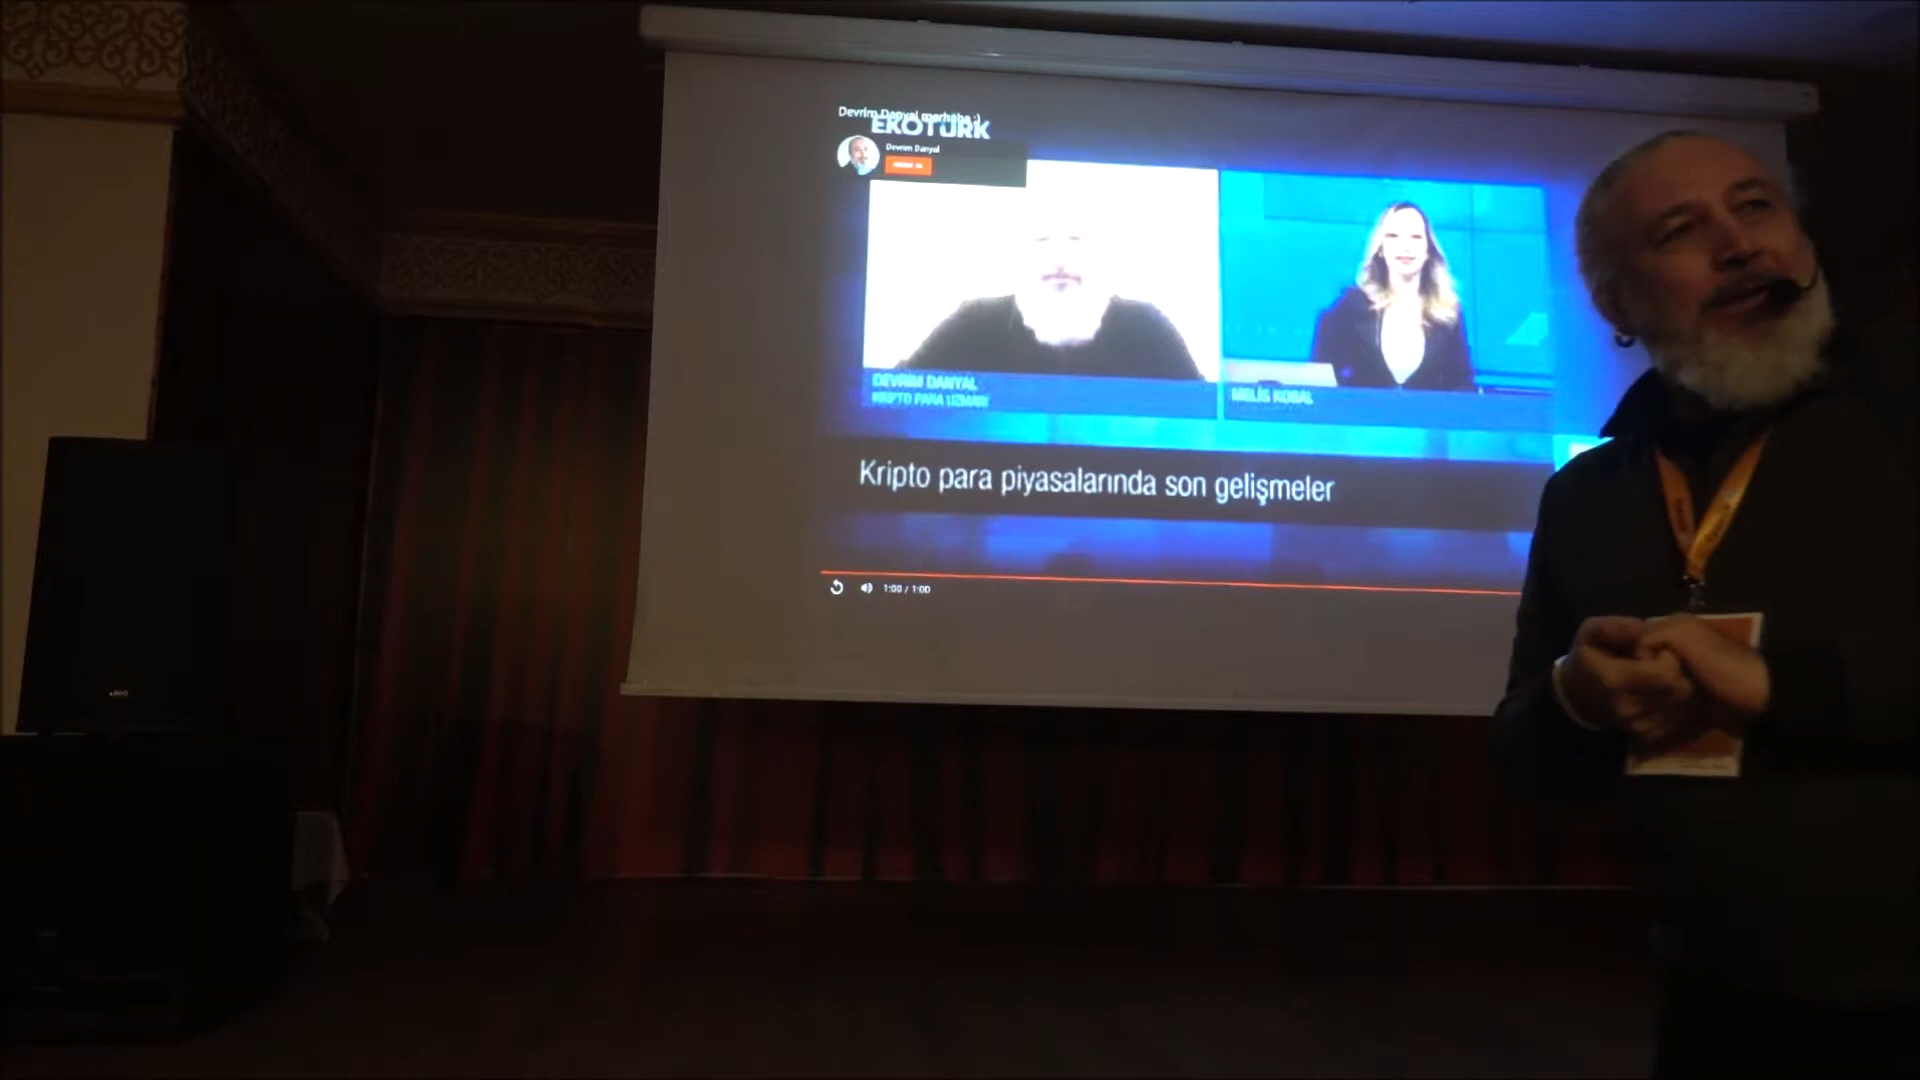 Devrim Danyal merhaba :)
EKOTÜRK
Devrim Danyal
DEVRİM DANYAL
KRİPTO PARA UZMANI
MELİS KOBAL
Kripto para piyasalarında son gelişmeler
1:00 / 1:00